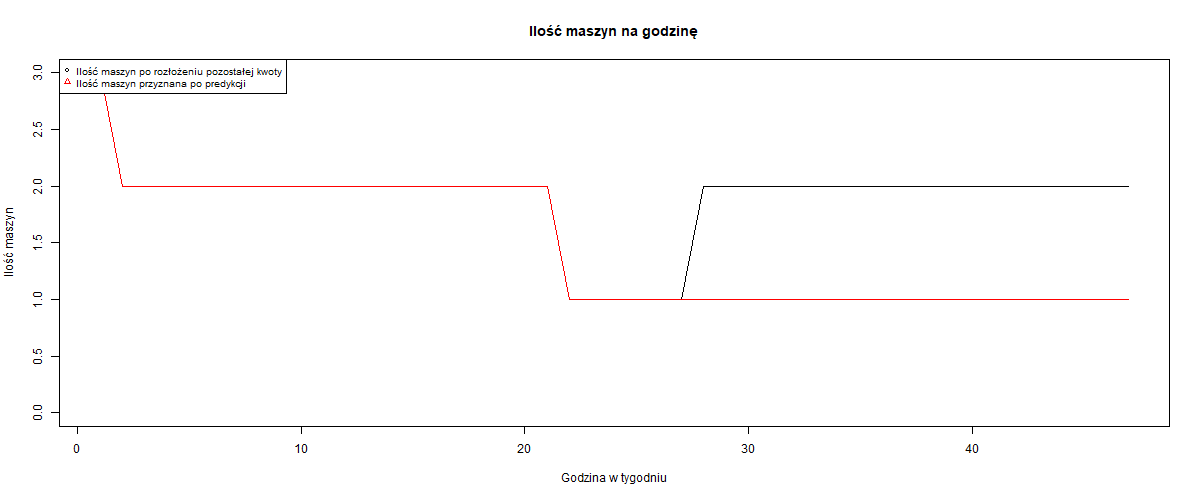 Ilość maszyn na godzinę
Ilość maszyn po rozłożeniu pozostałej kwoty
Ilość maszyn przyznana po predykcji
3.0
2.5
2.0
1.5
1.0
0.5
0.0
Ilość maszyn
0 10 20 30 40
Godzina w tygodniu